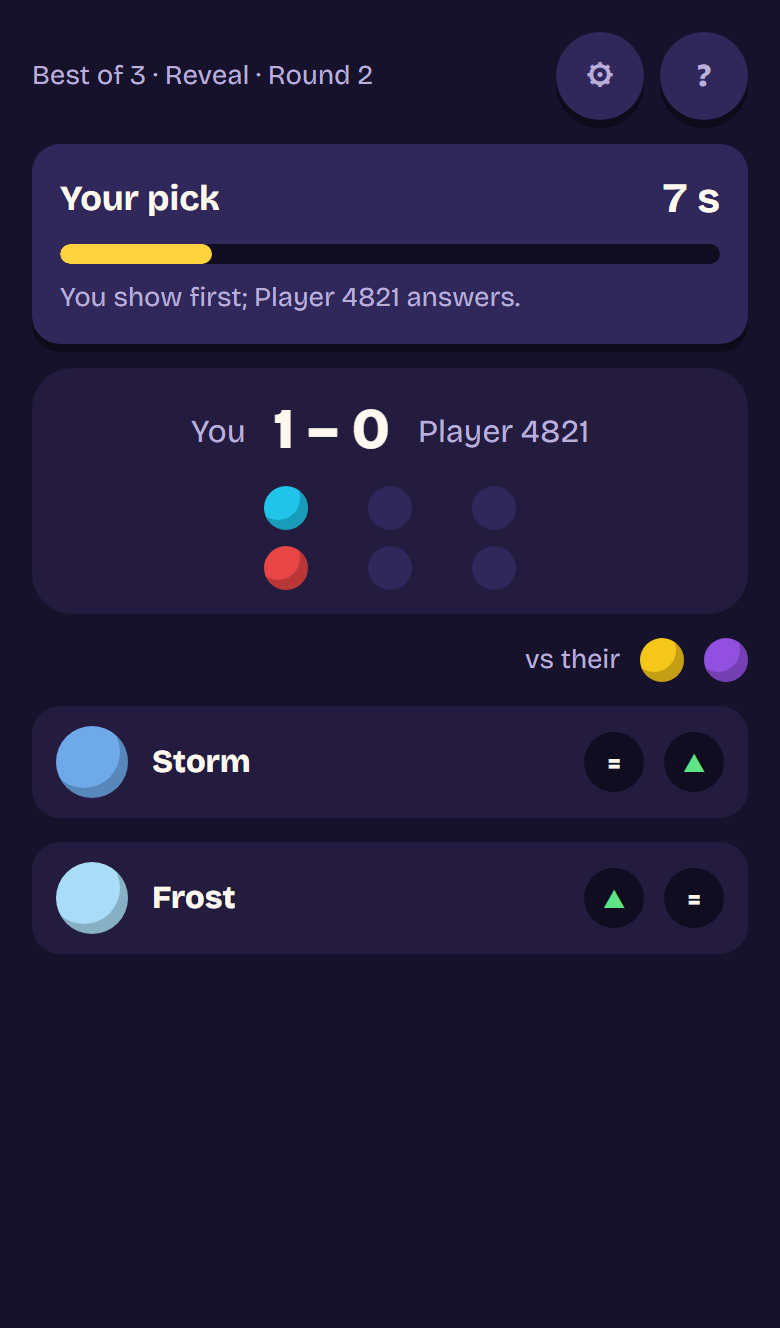 Best of 3 · Reveal · Round 2
⚙ ?
Your pick 7 s
You show first; Player 4821 answers.
You 1 – 0 Player 4821
vs their
Storm = ▲
Frost ▲ =